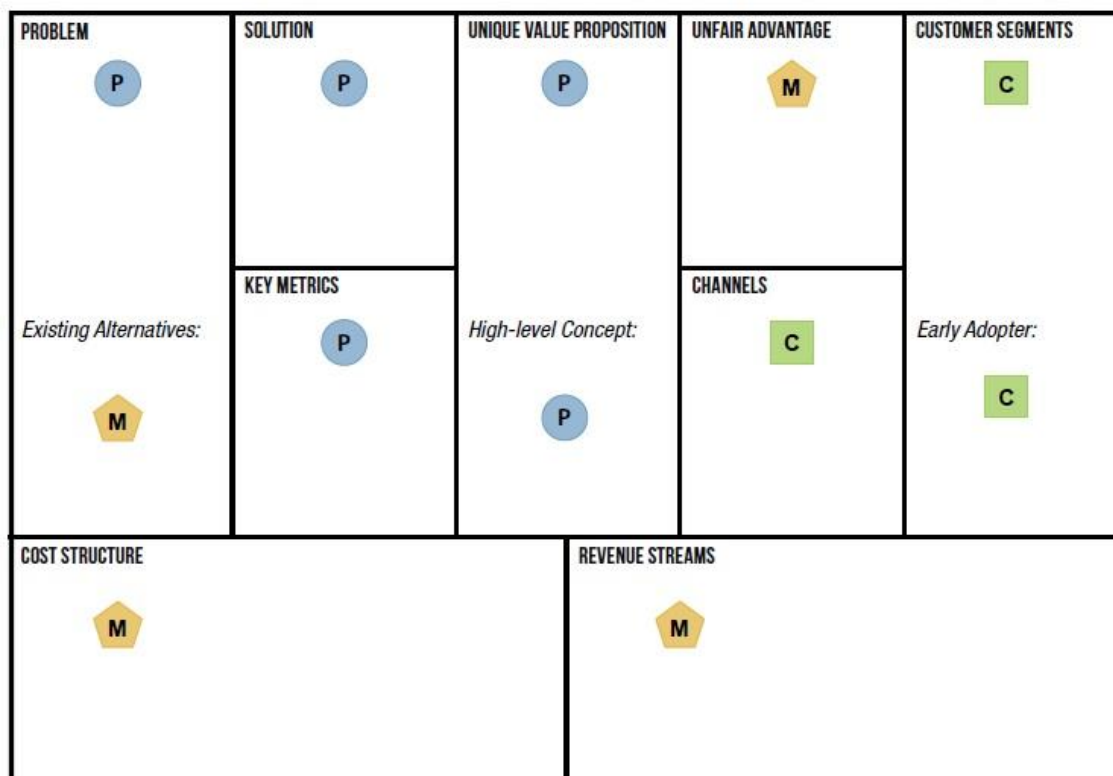 PROBLEM
P
Existing Alternatives:
M
SOLUTION
P
KEY METRICS
P
UNIQUE VALUE PROPOSITION
P
High-level Concept:
P
UNFAIR ADVANTAGE
M
CHANNELS
C
CUSTOMER SEGMENTS
C
Early Adopter:
C
COST STRUCTURE
M
REVENUE STREAMS
M